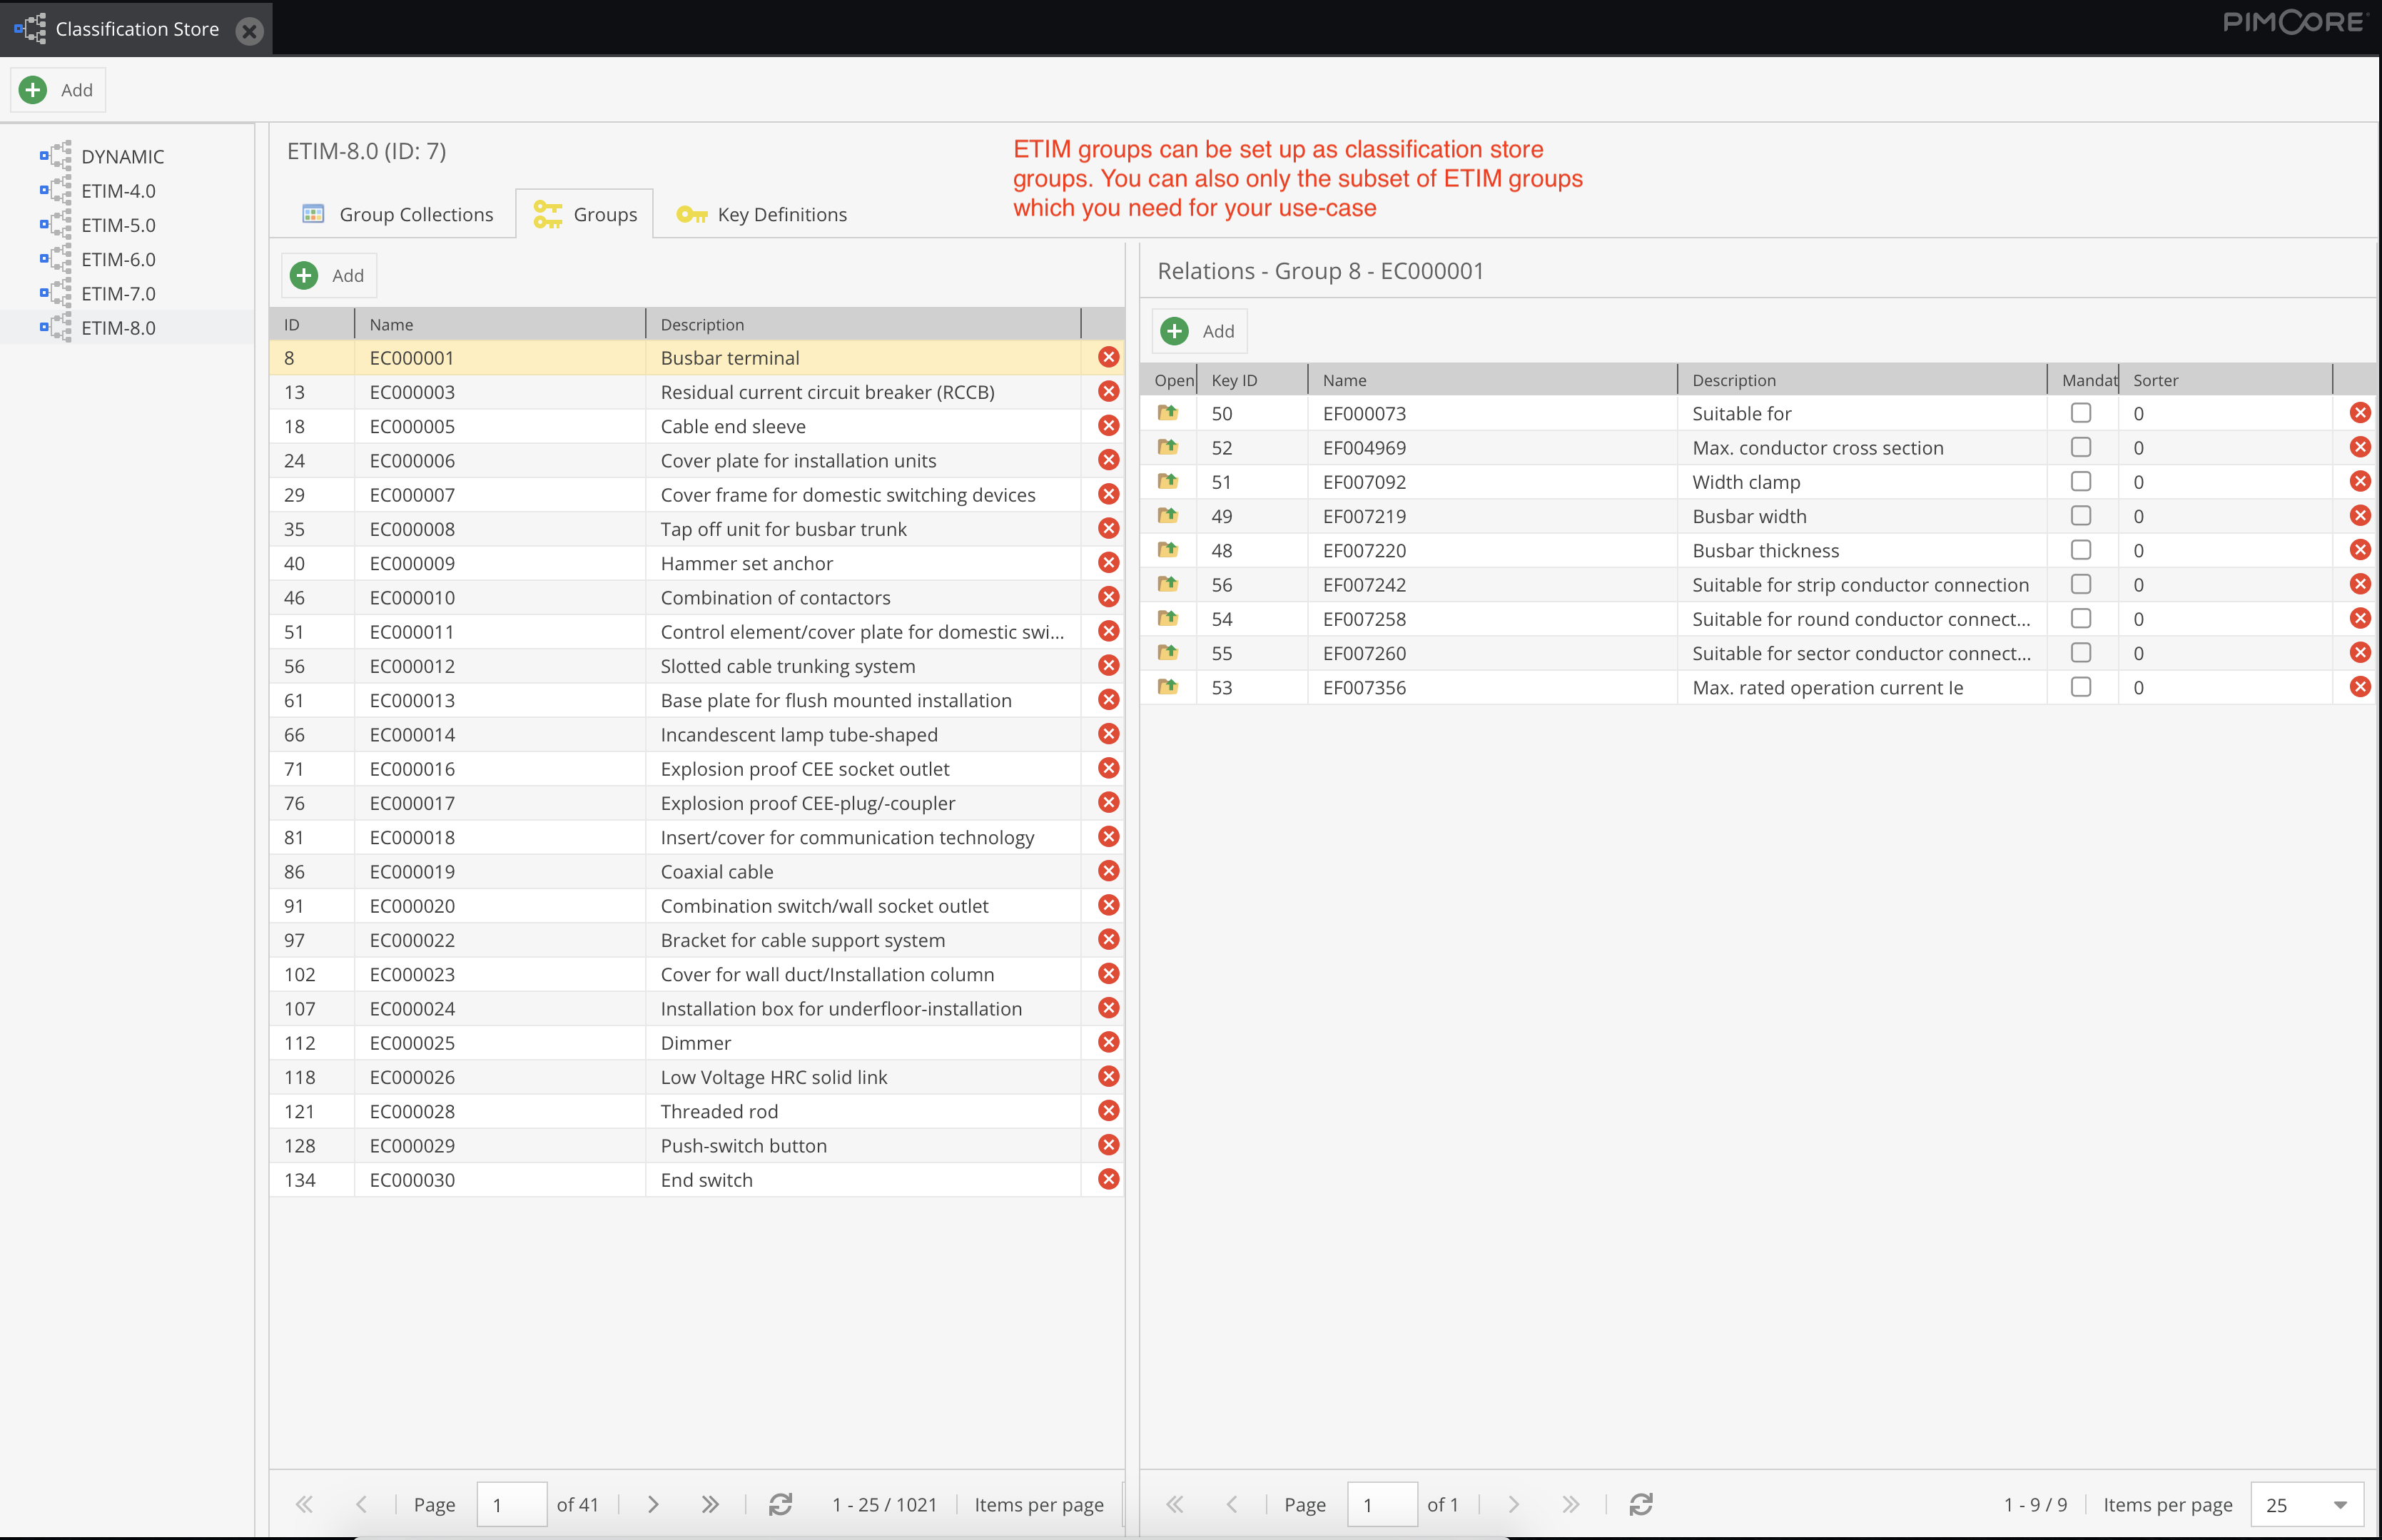 Classification Store
PIMCORE
Add
DYNAMIC
ETIM-4.0
ETIM-5.0
ETIM-6.0
ETIM-7.0
ETIM-8.0
ETIM-8.0 (ID: 7)
ETIM groups can be set up as classification store
groups. You can also only the subset of ETIM groups
which you need for your use-case
Group Collections Groups Key Definitions
Add
ID Name Description
8 EC000001 Busbar terminal
13 EC000003 Residual current circuit breaker (RCCB)
18 EC000005 Cable end sleeve
24 EC000006 Cover plate for installation units
29 EC000007 Cover frame for domestic switching devices
35 EC000008 Tap off unit for busbar trunk
40 EC000009 Hammer set anchor
46 EC000010 Combination of contactors
51 EC000011 Control element/cover plate for domestic swi...
56 EC000012 Slotted cable trunking system
61 EC000013 Base plate for flush mounted installation
66 EC000014 Incandescent lamp tube-shaped
71 EC000016 Explosion proof CEE socket outlet
76 EC000017 Explosion proof CEE-plug/-coupler
81 EC000018 Insert/cover for communication technology
86 EC000019 Coaxial cable
91 EC000020 Combination switch/wall socket outlet
97 EC000022 Bracket for cable support system
102 EC000023 Cover for wall duct/Installation column
107 EC000024 Installation box for underfloor-installation
112 EC000025 Dimmer
118 EC000026 Low Voltage HRC solid link
121 EC000028 Threaded rod
128 EC000029 Push-switch button
134 EC000030 End switch
Page 1 of 41 1 - 25 / 1021 Items per page
Relations - Group 8 - EC000001
Add
Open Key ID Name Description Mandat Sorter
50 EF000073 Suitable for 0
52 EF004969 Max. conductor cross section 0
51 EF007092 Width clamp 0
49 EF007219 Busbar width 0
48 EF007220 Busbar thickness 0
56 EF007242 Suitable for strip conductor connection 0
54 EF007258 Suitable for round conductor connect... 0
55 EF007260 Suitable for sector conductor connect... 0
53 EF007356 Max. rated operation current Ie 0
Page 1 of 1 1 - 9 / 9 Items per page 25